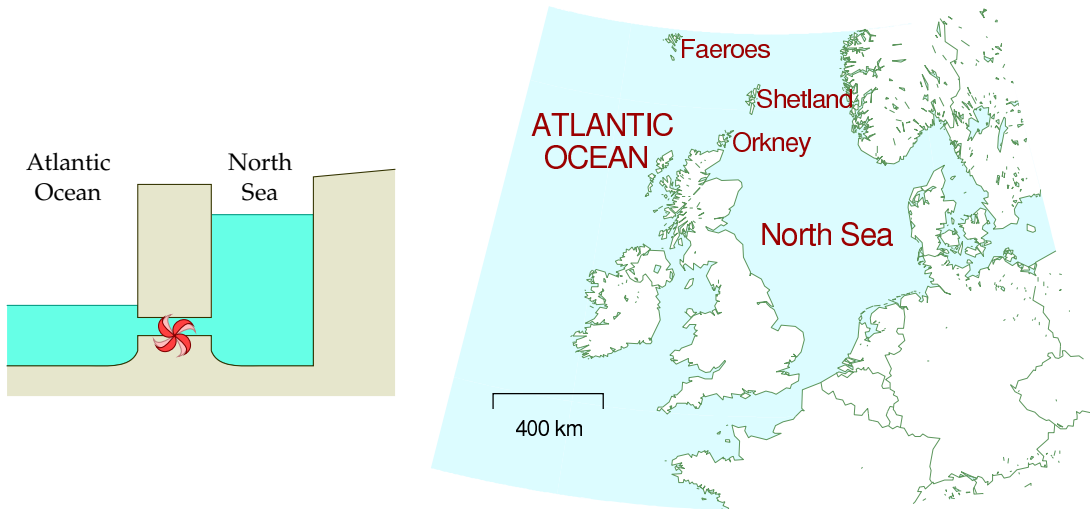 Atlantic
Ocean
North
Sea
Faeroes
Shetland
ATLANTIC
OCEAN
Orkney
North Sea
400 km